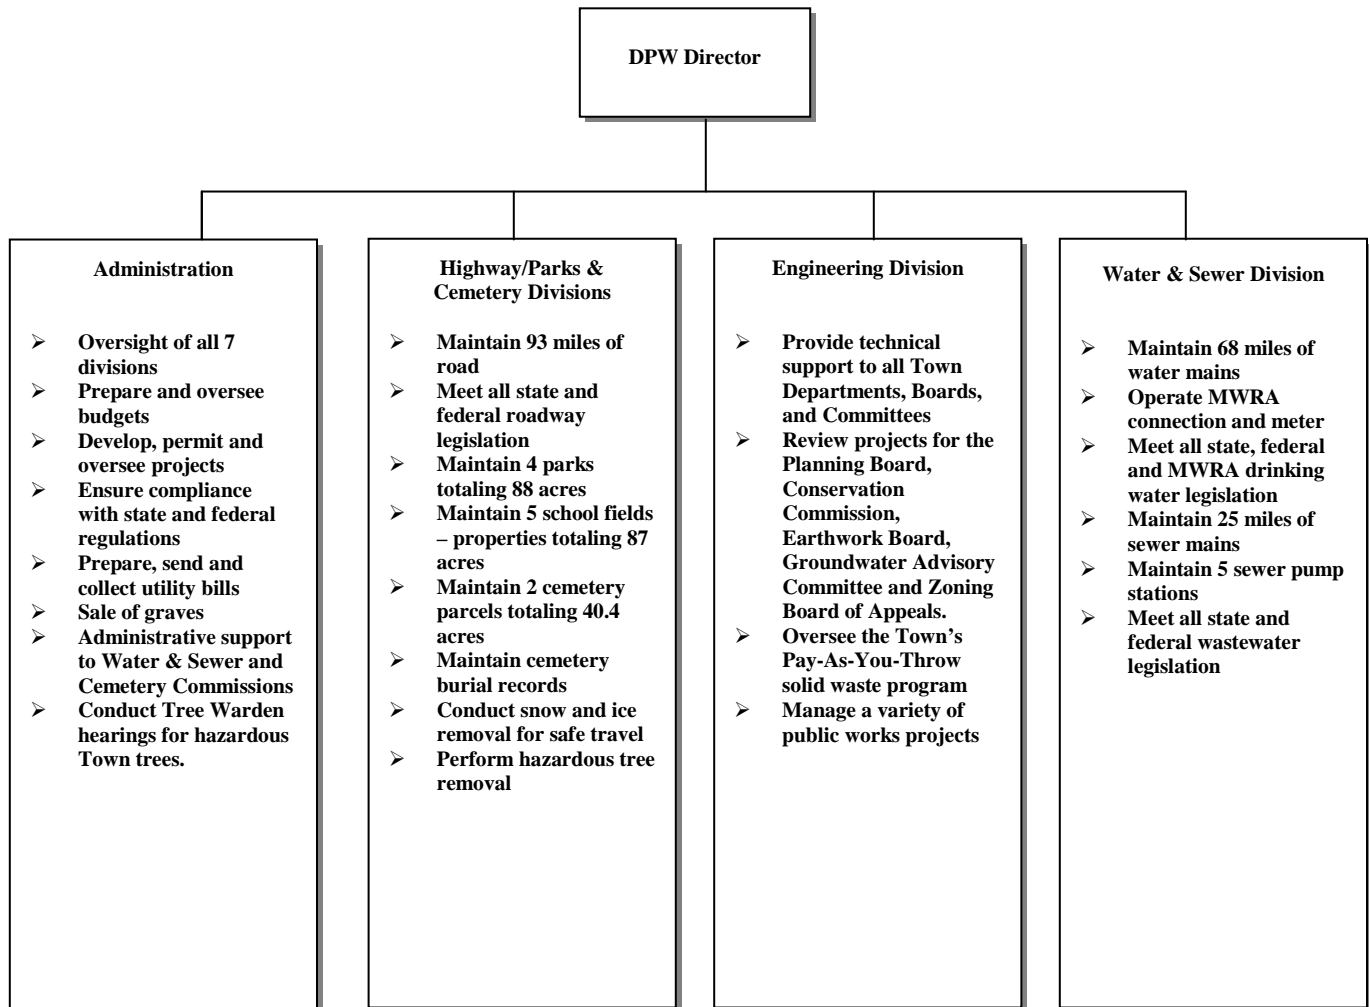 DPW Director
Administration
➢ Oversight of all 7
divisions
➢ Prepare and oversee
budgets
➢ Develop, permit and
oversee projects
➢ Ensure compliance
with state and federal
regulations
➢ Prepare, send and
collect utility bills
➢ Sale of graves
➢ Administrative support
to Water & Sewer and
Cemetery Commissions
➢ Conduct Tree Warden
hearings for hazardous
Town trees.
Highway/Parks &
Cemetery Divisions
➢ Maintain 93 miles of
road
➢ Meet all state and
federal roadway
legislation
➢ Maintain 4 parks
totaling 88 acres
➢ Maintain 5 school fields
– properties totaling 87
acres
➢ Maintain 2 cemetery
parcels totaling 40.4
acres
➢ Maintain cemetery
burial records
➢ Conduct snow and ice
removal for safe travel
➢ Perform hazardous tree
removal
Engineering Division
➢ Provide technical
support to all Town
Departments, Boards,
and Committees
➢ Review projects for the
Planning Board,
Conservation
Commission,
Earthwork Board,
Groundwater Advisory
Committee and Zoning
Board of Appeals.
➢ Oversee the Town’s
Pay-As-You-Throw
solid waste program
➢ Manage a variety of
public works projects
Water & Sewer Division
➢ Maintain 68 miles of
water mains
➢ Operate MWRA
connection and meter
➢ Meet all state, federal
and MWRA drinking
water legislation
➢ Maintain 25 miles of
sewer mains
➢ Maintain 5 sewer pump
stations
➢ Meet all state and
federal wastewater
legislation